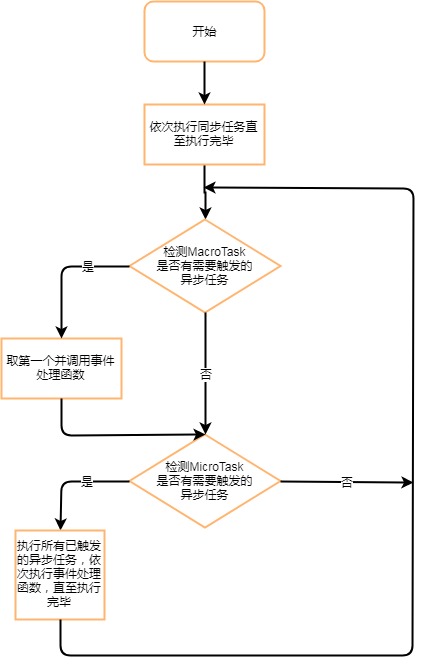 开始
依次执行同步任务直
至执行完毕
检测MacroTask
是否有需要触发的
异步任务
是
取第一个并调用事件
处理函数
否
检测MicroTask
是否有需要触发的
异步任务
是
否
执行所有已触发
的异步任务，依
次执行事件处理
函数，直至执行
完毕